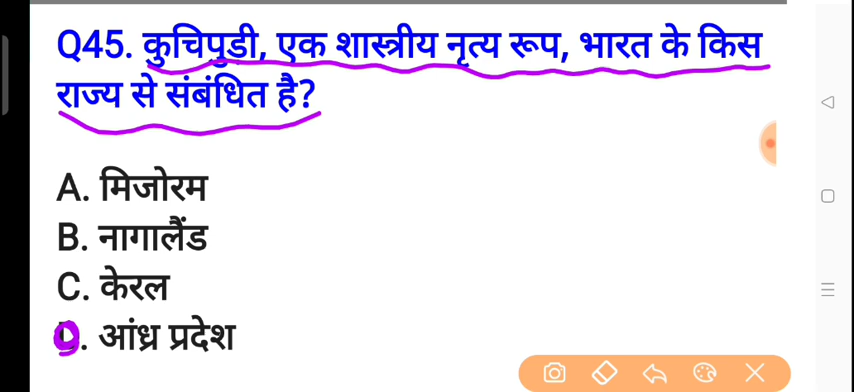 Q45. कुचिपुडी, एक शास्त्रीय नृत्य रूप, भारत के किस
राज्य से संबंधित है?
A. मिजोरम
B. नागालैंड
C. केरल
D. आंध्र प्रदेश